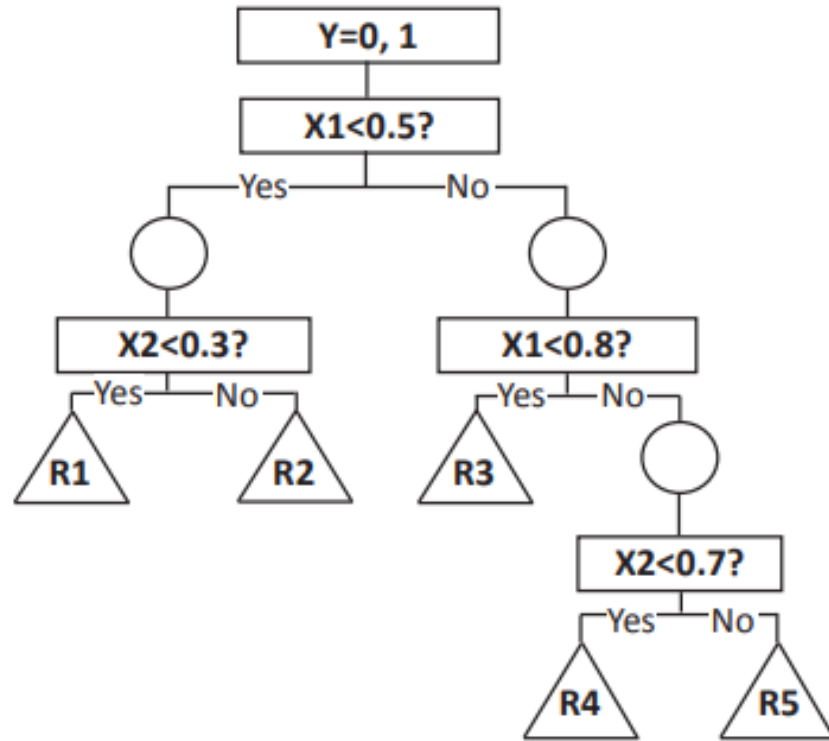 Y=0, 1
X1<0.5?
Yes No
X2<0.3? X1<0.8?
Yes No Yes No
R1 R2 R3
X2<0.7?
Yes No
R4 R5